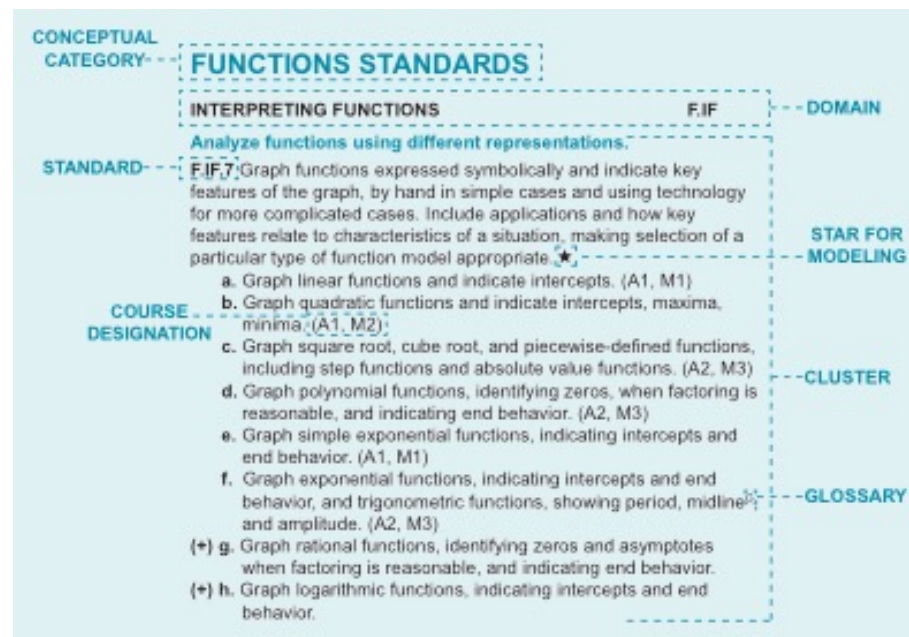 CONCEPTUAL
CATEGORY
FUNCTIONS STANDARDS
INTERPRETING FUNCTIONS F.IF
DOMAIN
Analyze functions using different representations.
STANDARD
F.IF.7 Graph functions expressed symbolically and indicate key
features of the graph, by hand in simple cases and using technology
for more complicated cases. Include applications and how key
features relate to characteristics of a situation, making selection of a
particular type of function model appropriate. ★
STAR FOR
MODELING
a. Graph linear functions and indicate intercepts. (A1, M1)
b. Graph quadratic functions and indicate intercepts, maxima,
minima. (A1, M2)
COURSE
DESIGNATION
c. Graph square root, cube root, and piecewise-defined functions,
including step functions and absolute value functions. (A2, M3)
CLUSTER
d. Graph polynomial functions, identifying zeros, when factoring is
reasonable, and indicating end behavior. (A2, M3)
e. Graph simple exponential functions, indicating intercepts and
end behavior. (A1, M1)
f. Graph exponential functions, indicating intercepts and end
behavior, and trigonometric functions, showing period, midline
and amplitude. (A2, M3)
GLOSSARY
(+) g. Graph rational functions, identifying zeros and asymptotes
when factoring is reasonable, and indicating end behavior.
(+) h. Graph logarithmic functions, indicating intercepts and end
behavior.